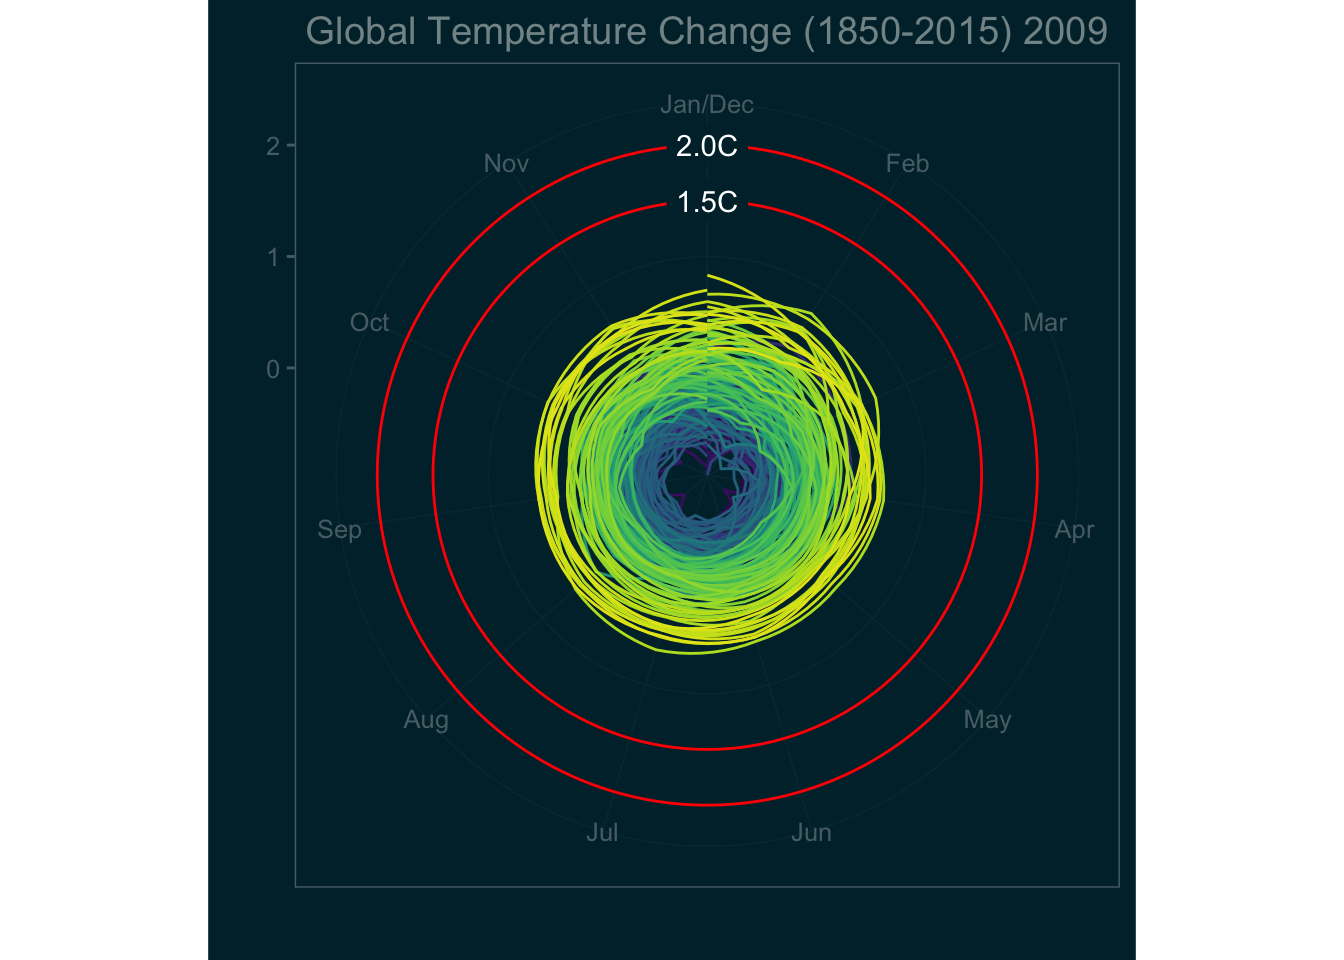 Global Temperature Change (1850-2015) 2009
Jan/Dec
2
2.0C
Nov
Feb
1.5C
1
Oct
Mar
0
Sep
Apr
Aug
May
Jul
Jun